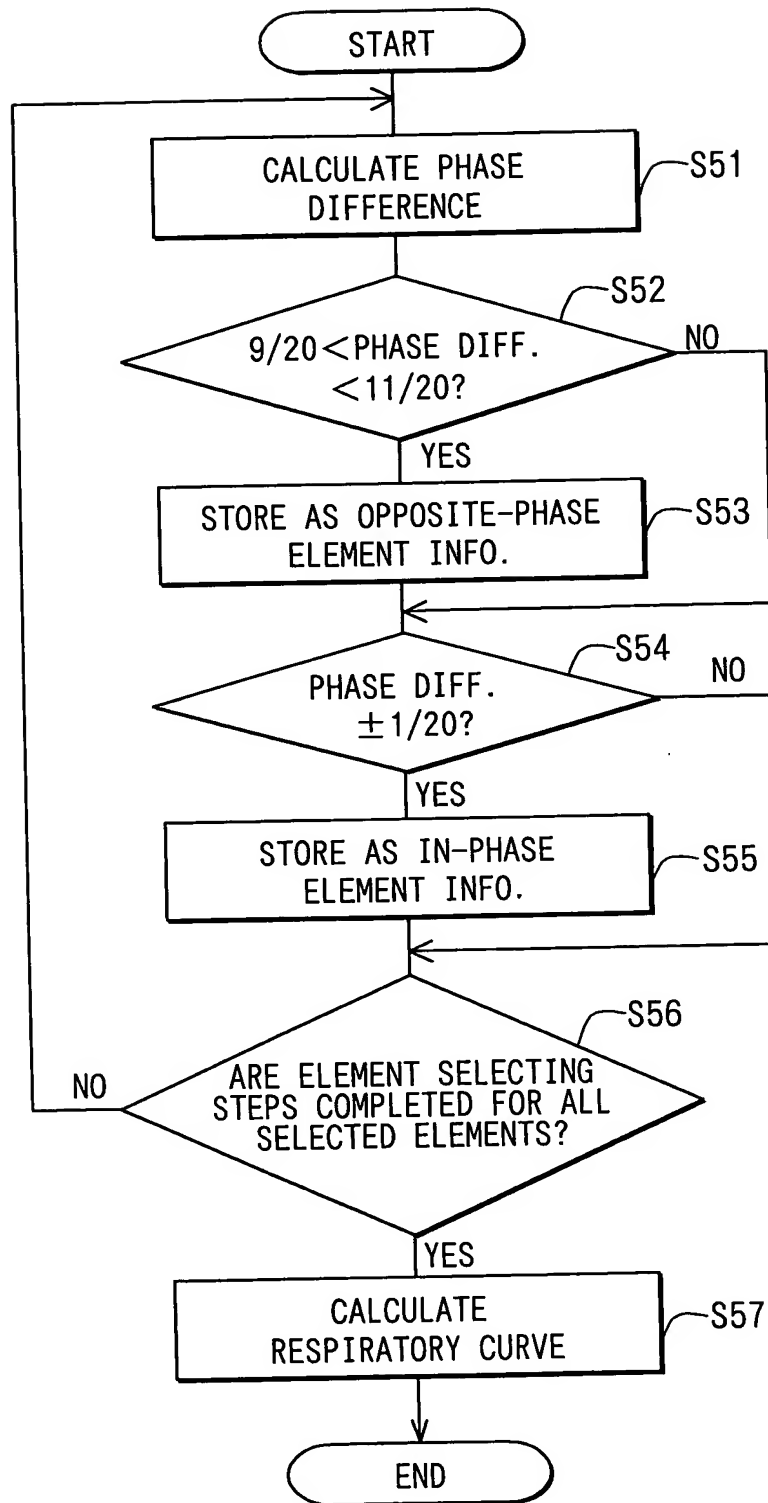 START
CALCULATE PHASE
DIFFERENCE
S51
9/20<PHASE DIFF.
<11/20?
S52
NO
YES
STORE AS OPPOSITE-PHASE
ELEMENT INFO.
S53
PHASE DIFF.
±1/20?
S54
NO
YES
STORE AS IN-PHASE
ELEMENT INFO.
S55
ARE ELEMENT SELECTING
STEPS COMPLETED FOR ALL
SELECTED ELEMENTS?
S56
NO
YES
CALCULATE
RESPIRATORY CURVE
S57
END